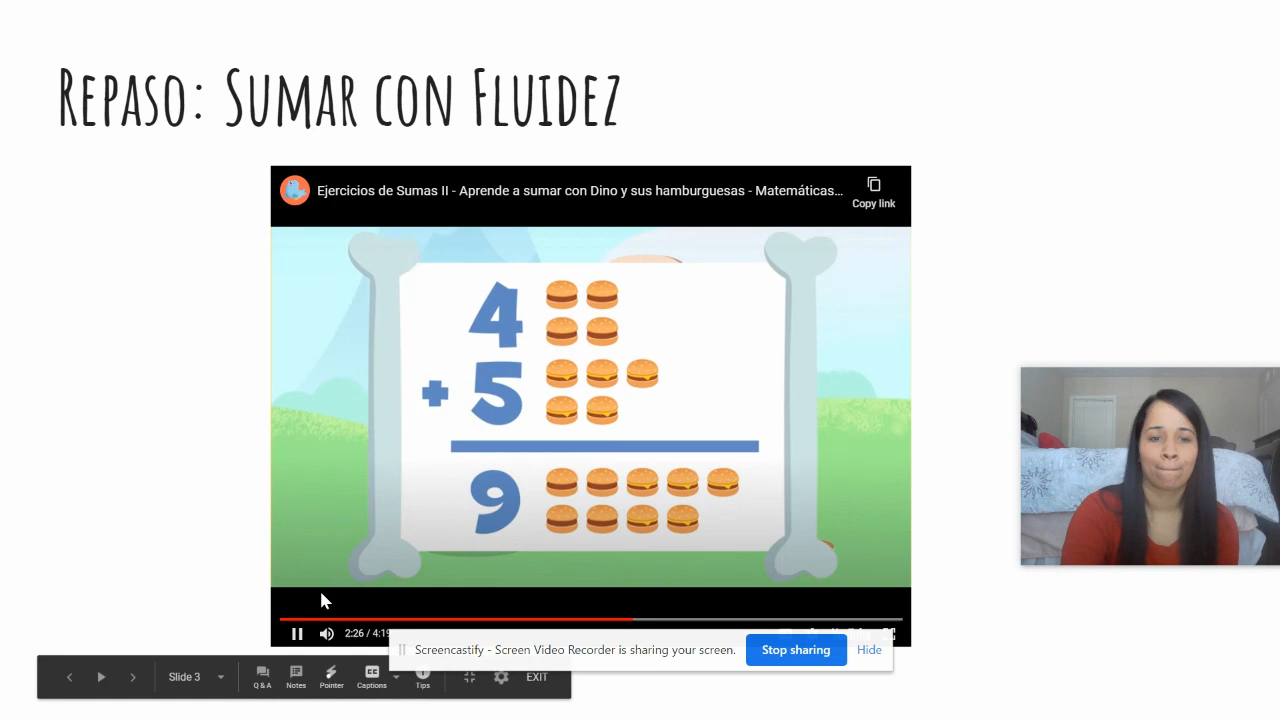 Repaso: Sumar con Fluidez
Ejercicios de Sumas II - Aprende a sumar con Dino y sus hamburguesas - Matemáticas...
Copy link
4
+ 5
9
2:26 / 4:19
Screencastify - Screen Video Recorder is sharing your screen.
Stop sharing
Hide
Slide 3
Q & A
Notes
Pointer
CC
Captions
Tips
EXIT